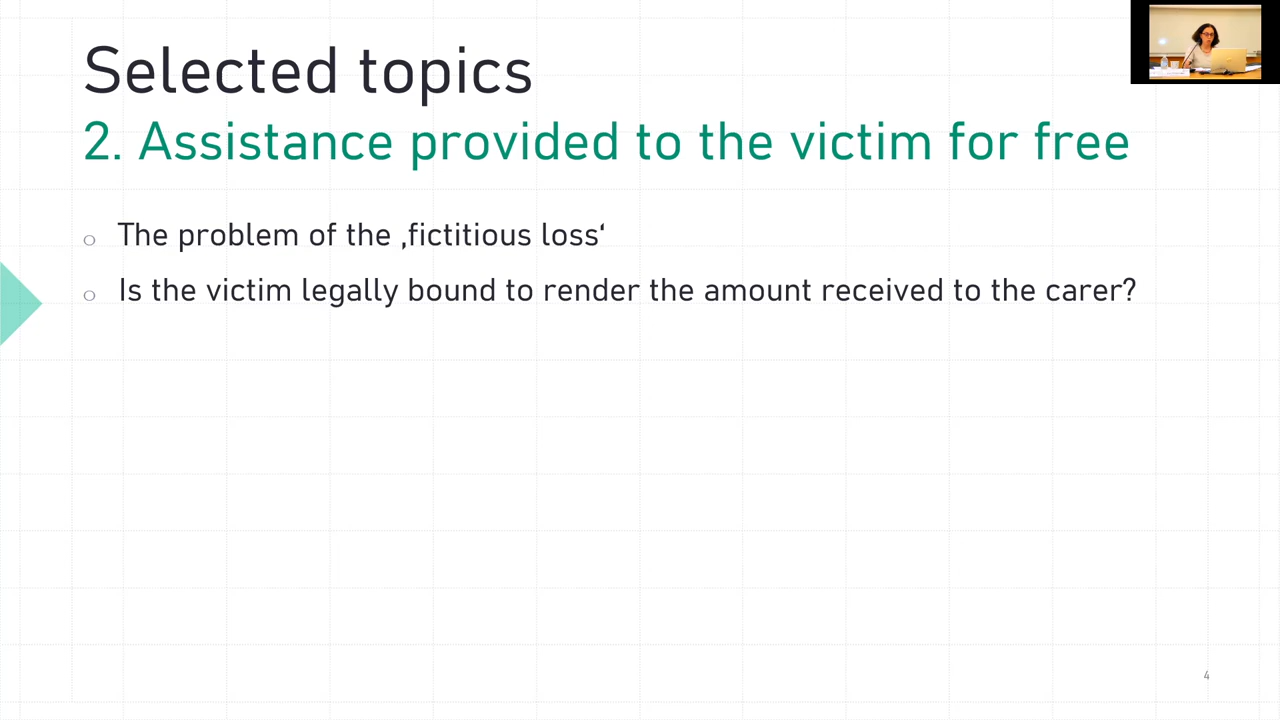 Selected topics
2. Assistance provided to the victim for free
o The problem of the ‚fictitious loss‘
o Is the victim legally bound to render the amount received to the carer?
4